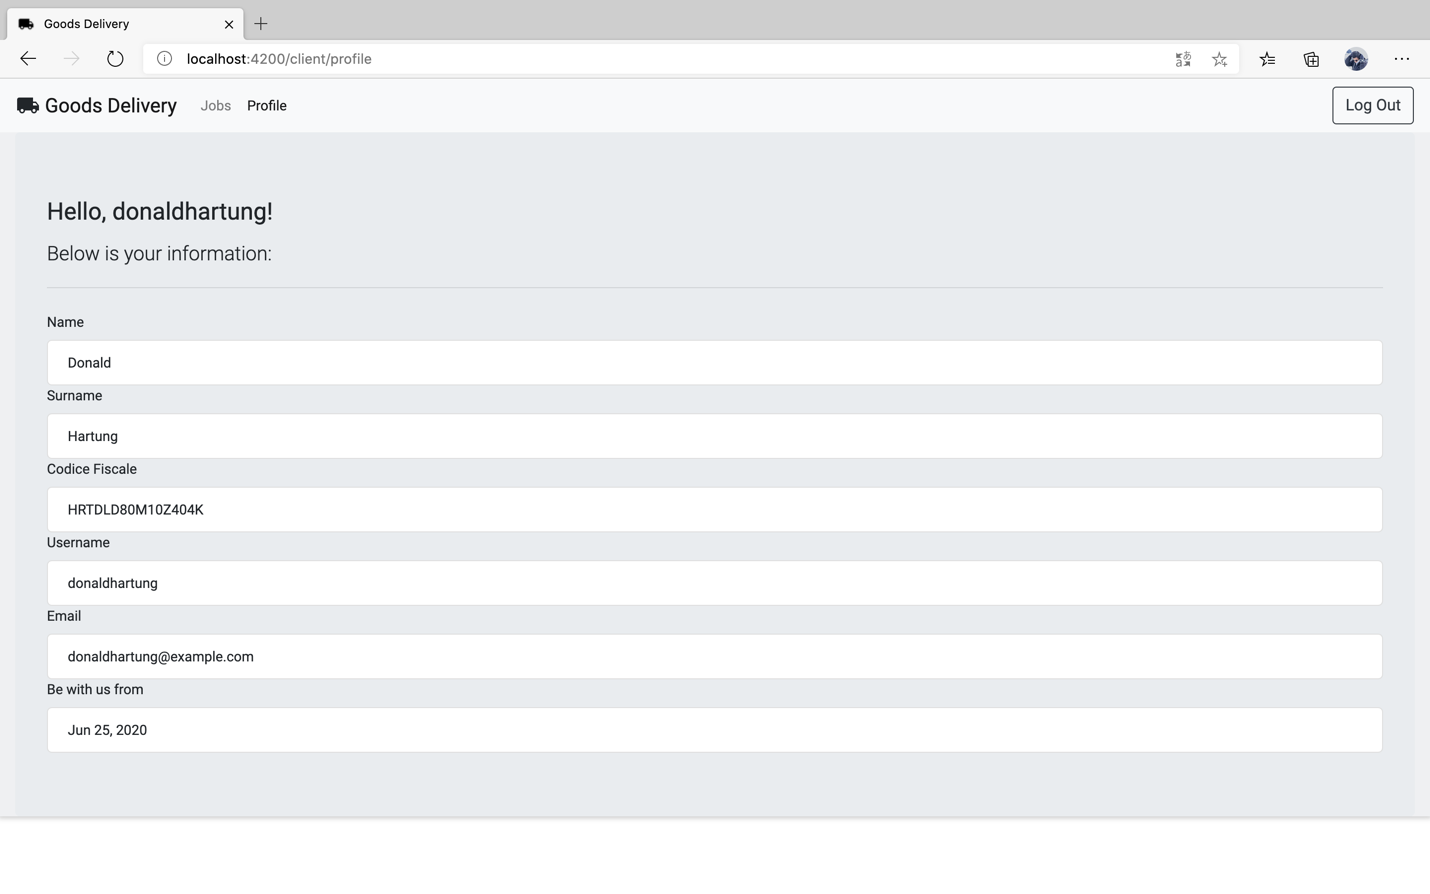 Goods Delivery
localhost:4200/client/profile
Goods Delivery Jobs Profile Log Out
Hello, donaldhartung!
Below is your information:
Name
Donald
Surname
Hartung
Codice Fiscale
HRTDLD80M10Z404K
Username
donaldhartung
Email
donaldhartung@example.com
Be with us from
Jun 25, 2020